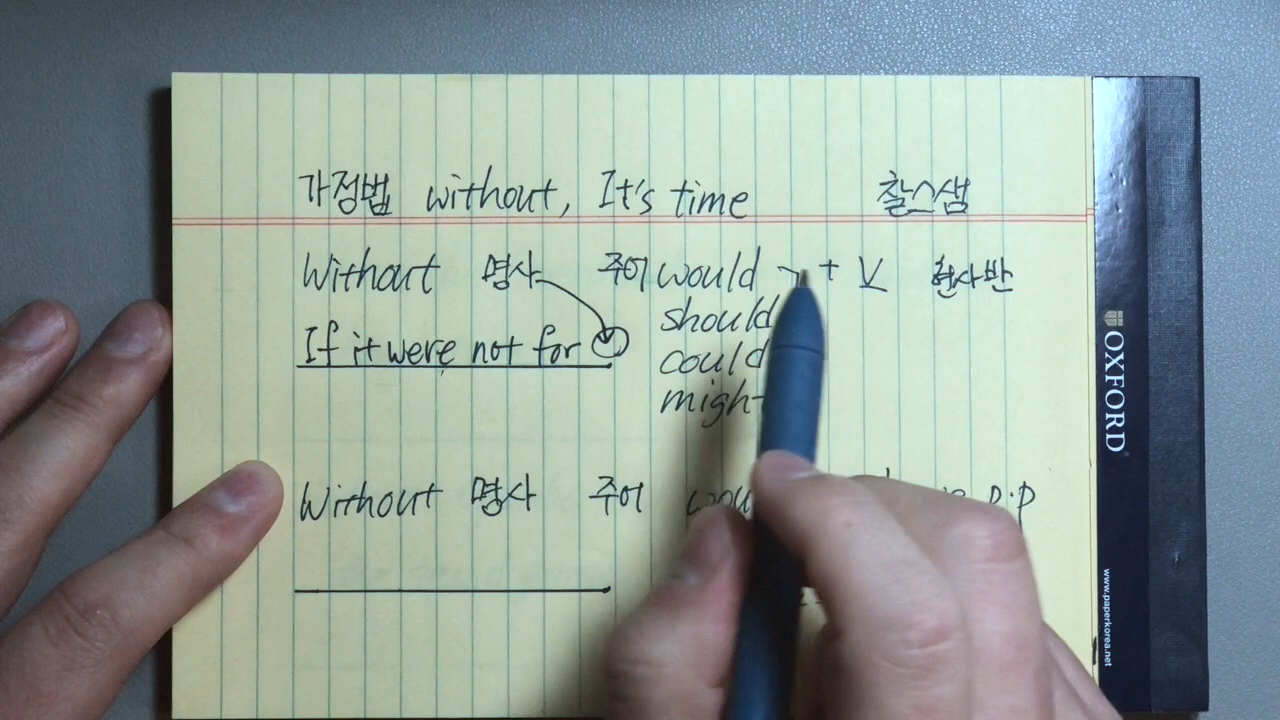 가정법 without, It's time 찰스샘
Without 명사 주어 would + V 현사반
should
could
might
If it were not for
Without 명사 주어 p.p
OXFORD
www.paperkorea.net